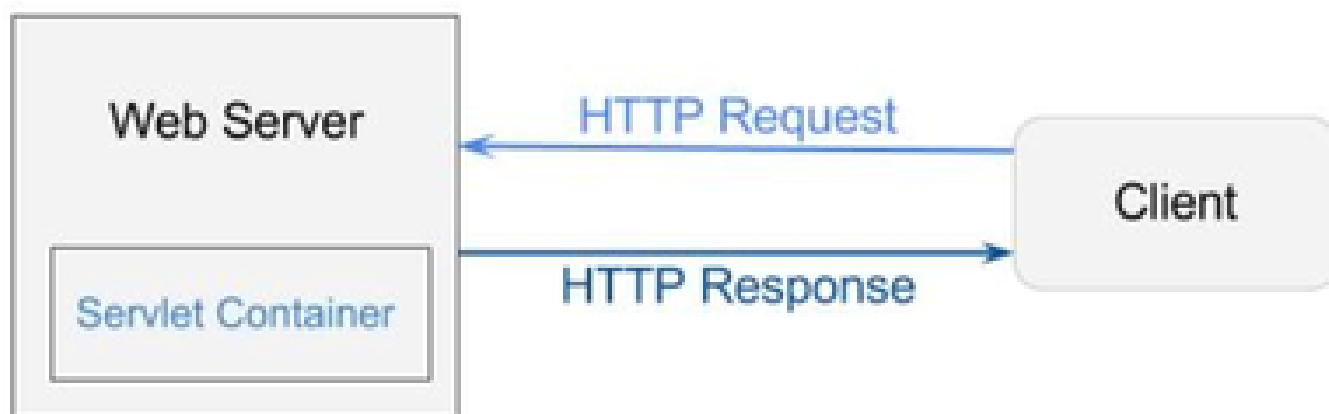 Web Server
HTTP Request
Client
HTTP Response
Servlet Container